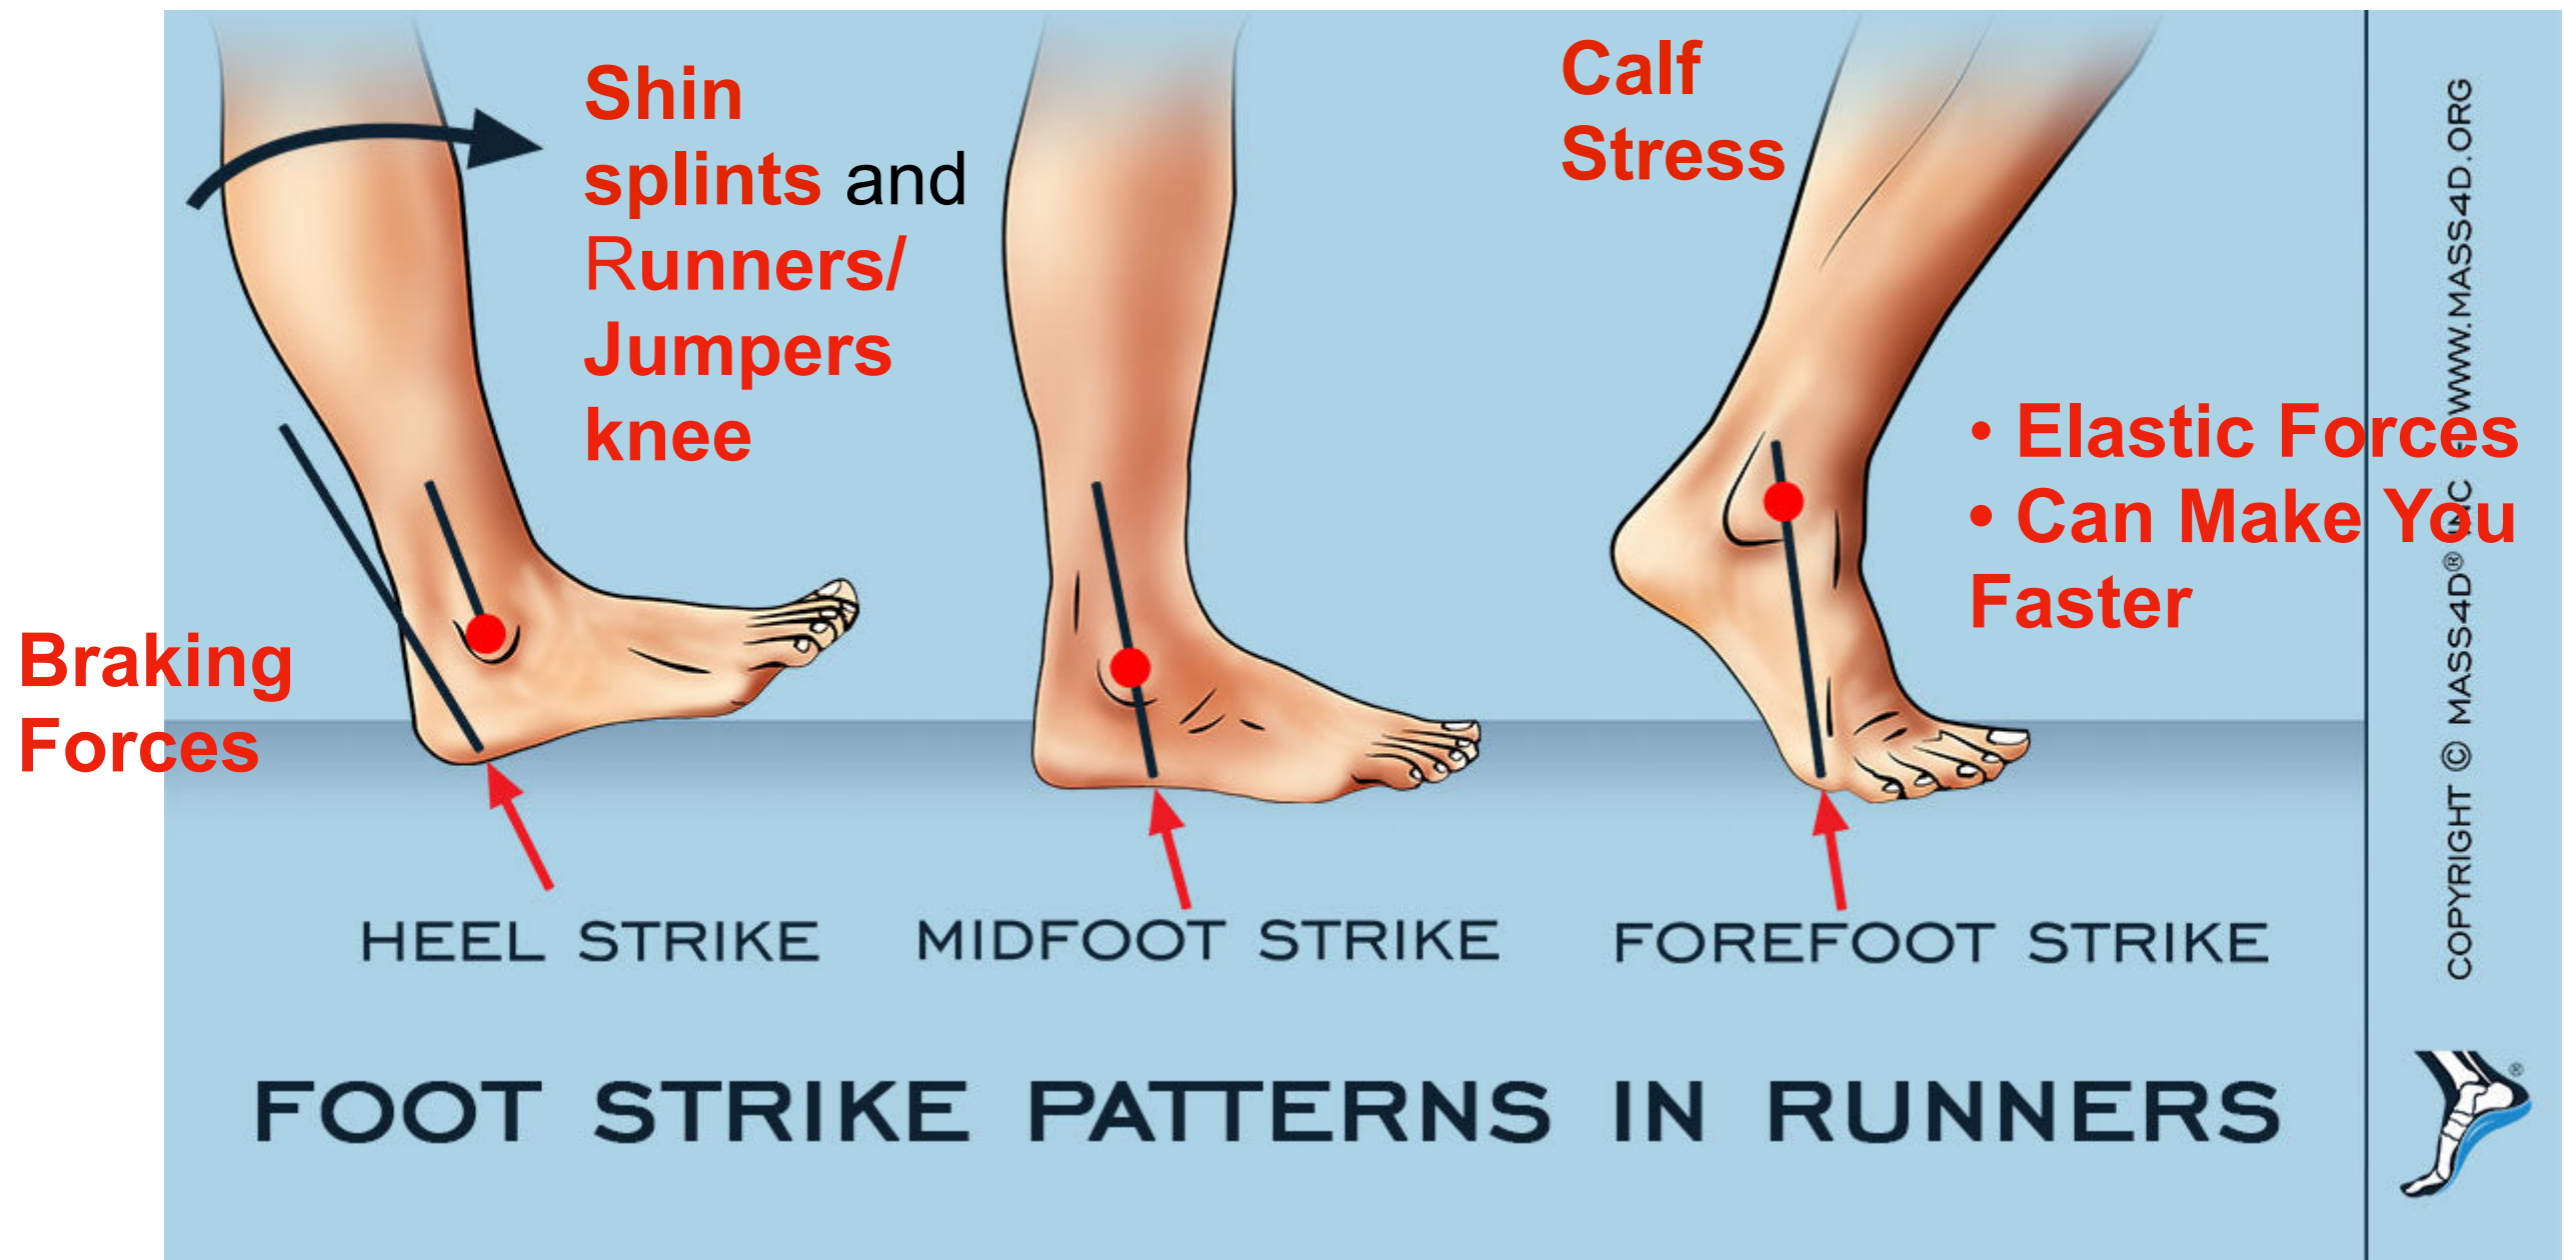 Shin
splints and
Runners/
Jumpers
knee
Calf
Stress
• Elastic Forces
• Can Make You
Faster
Braking
Forces
HEEL STRIKE
MIDFOOT STRIKE
FOREFOOT STRIKE
FOOT STRIKE PATTERNS IN RUNNERS
COPYRIGHT © MASS4D® INC - WWW.MASS4D.ORG
®